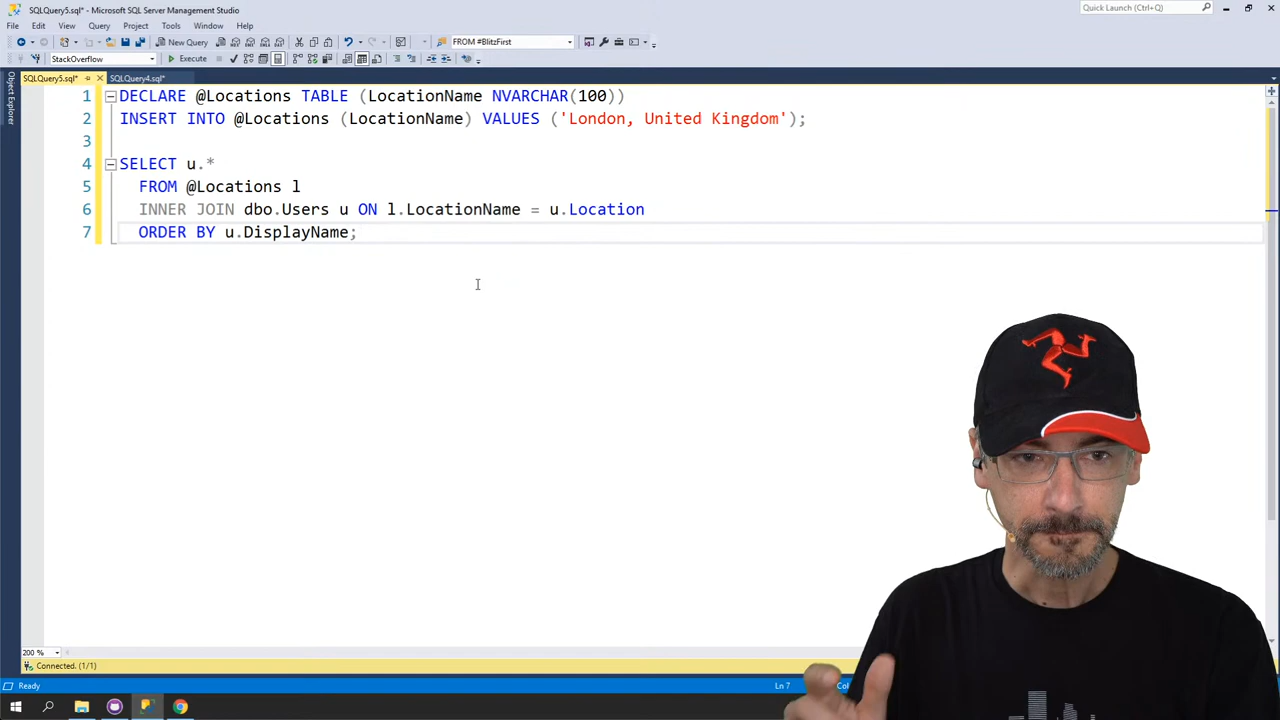 SQLQuery5.sql* - Microsoft SQL Server Management Studio
Quick Launch (Ctrl+Q)
File Edit View Query Project Tools Window Help
New Query FROM #BlitzFirst
StackOverflow Execute
Object Explorer
SQLQuery5.sql* SQLQuery4.sql*
1 DECLARE @Locations TABLE (LocationName NVARCHAR(100))
2 INSERT INTO @Locations (LocationName) VALUES ('London, United Kingdom');
3
4 SELECT u.*
5 FROM @Locations l
6 INNER JOIN dbo.Users u ON l.LocationName = u.Location
7 ORDER BY u.DisplayName;
200 %
Connected. (1/1)
Ready Ln 7 Col